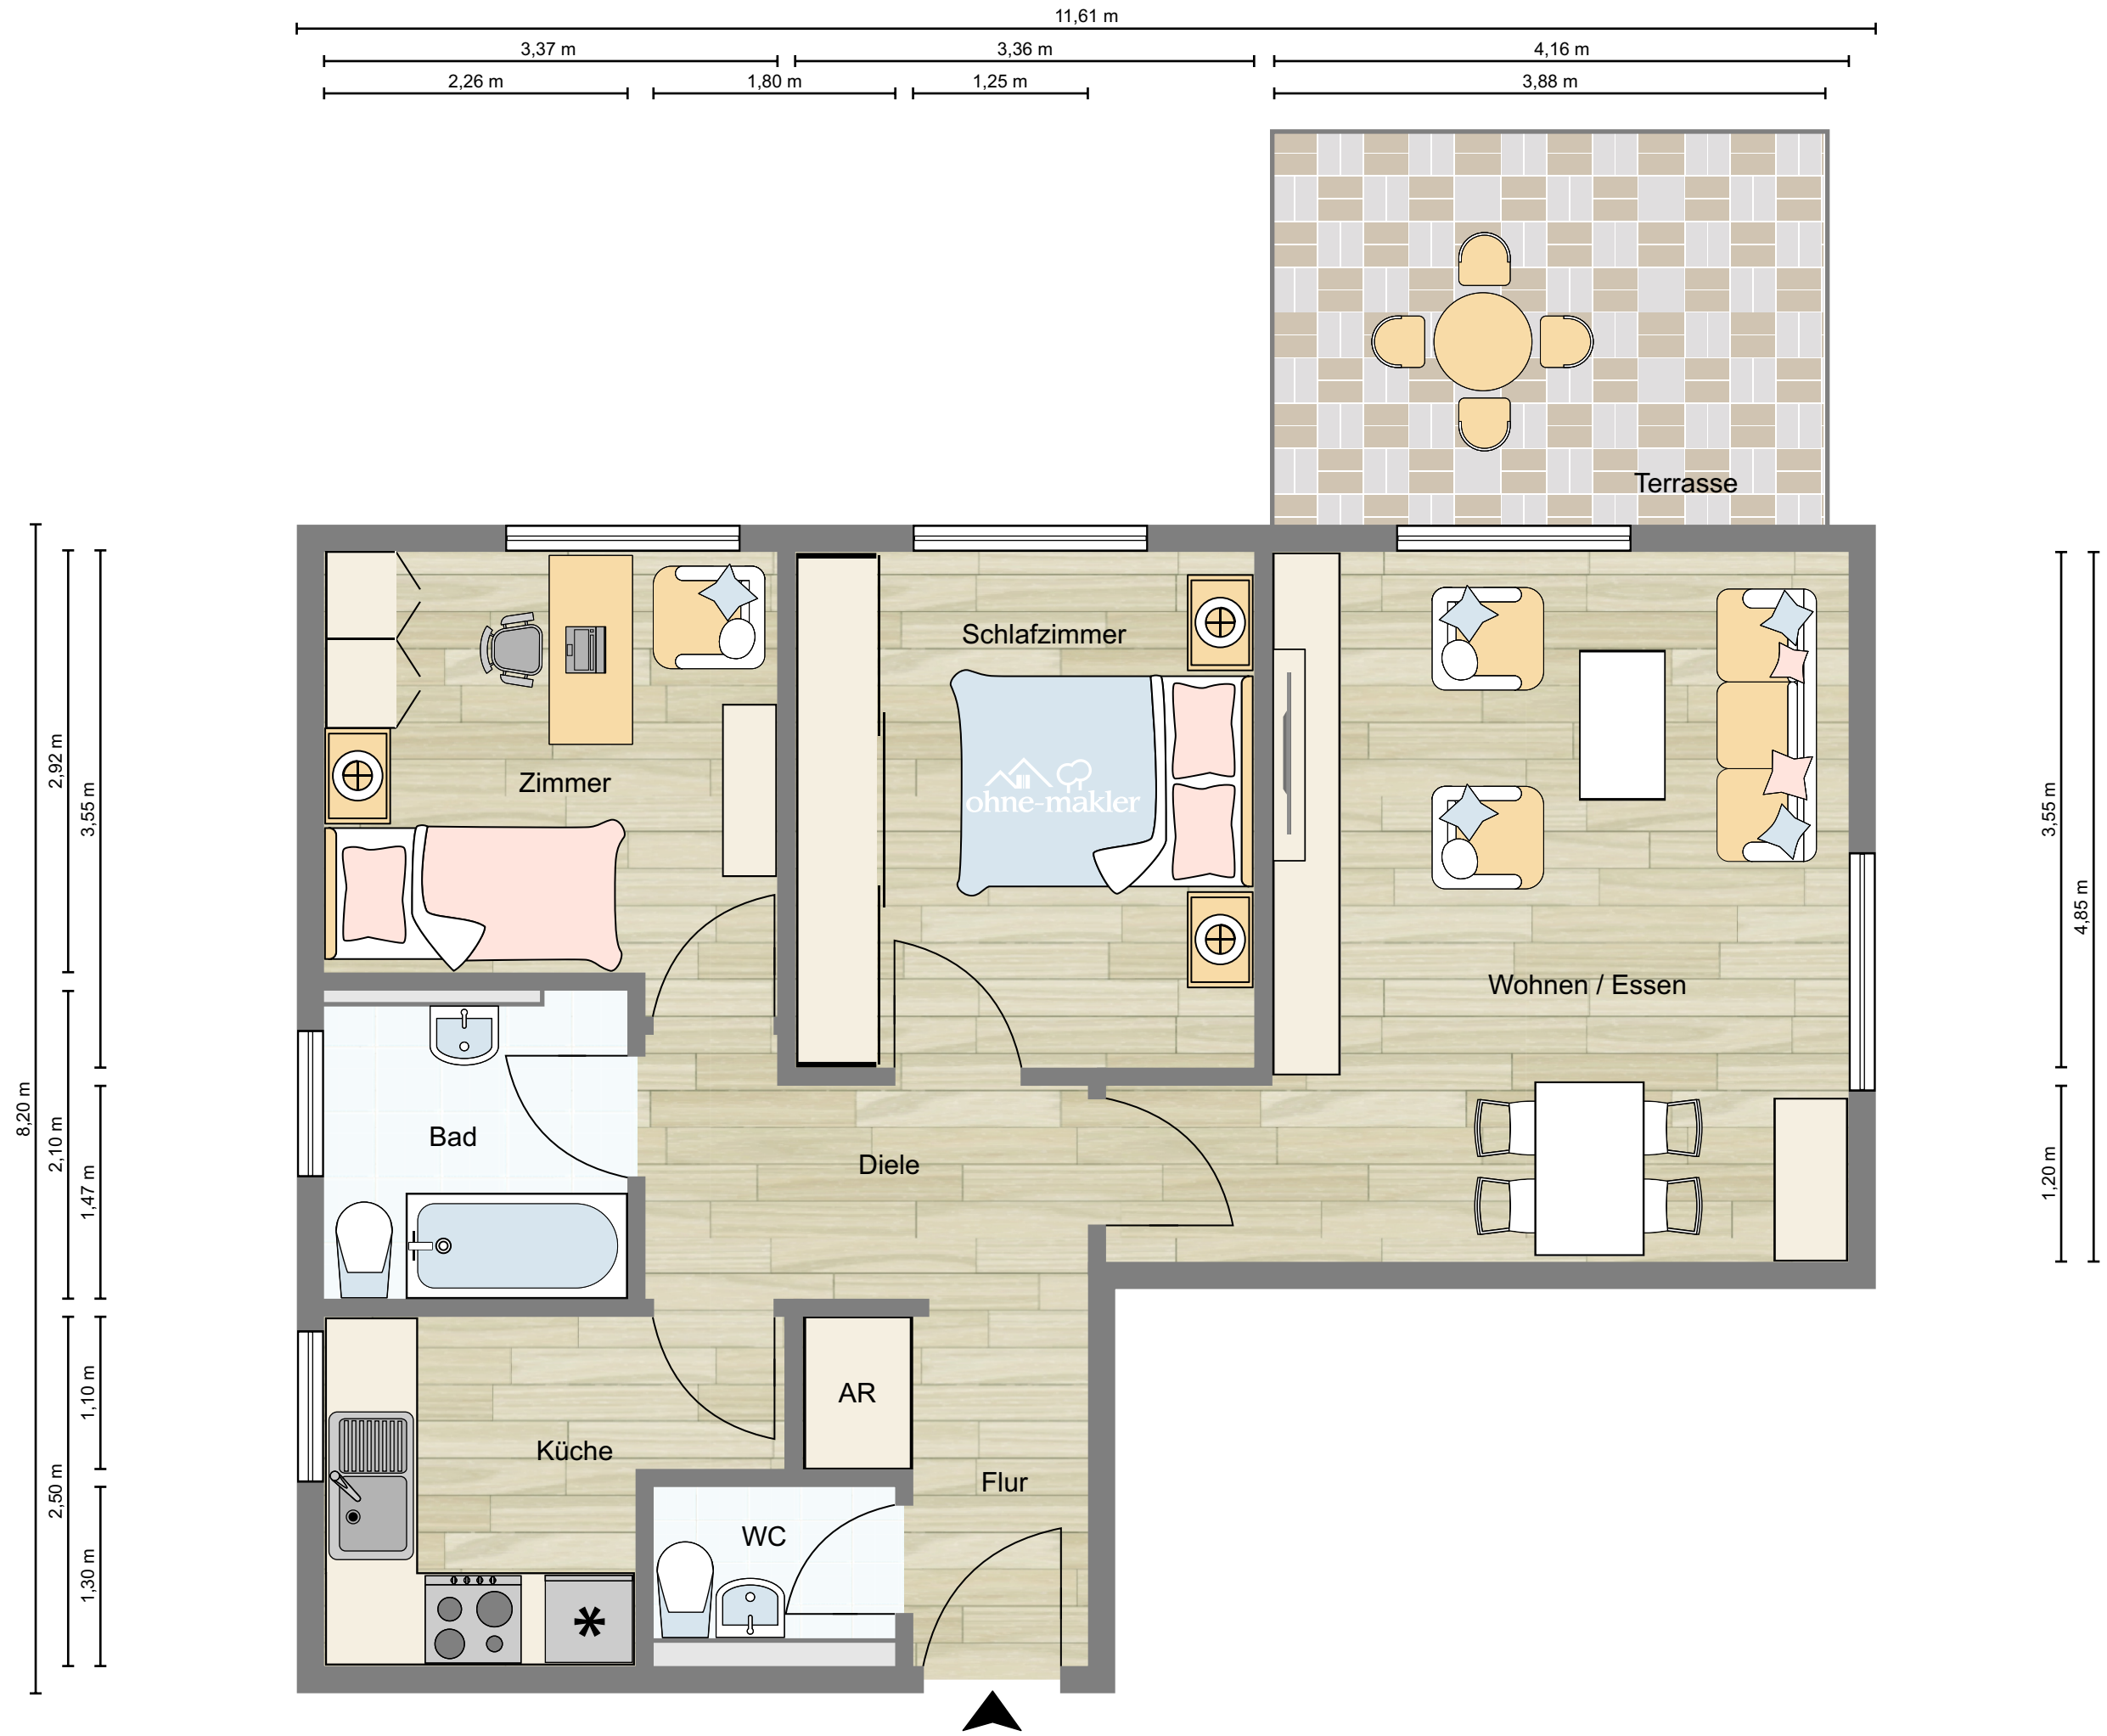 11,61 m
3,37 m
3,36 m
4,16 m
2,26 m
1,80 m
1,25 m
3,88 m
Terrasse
Schlafzimmer
Zimmer
ohne-makler
Wohnen / Essen
Bad
Diele
AR
Küche
Flur
WC
*
8,20 m
2,92 m
3,55 m
2,10 m
1,47 m
2,50 m
1,10 m
1,30 m
3,55 m
4,85 m
1,20 m